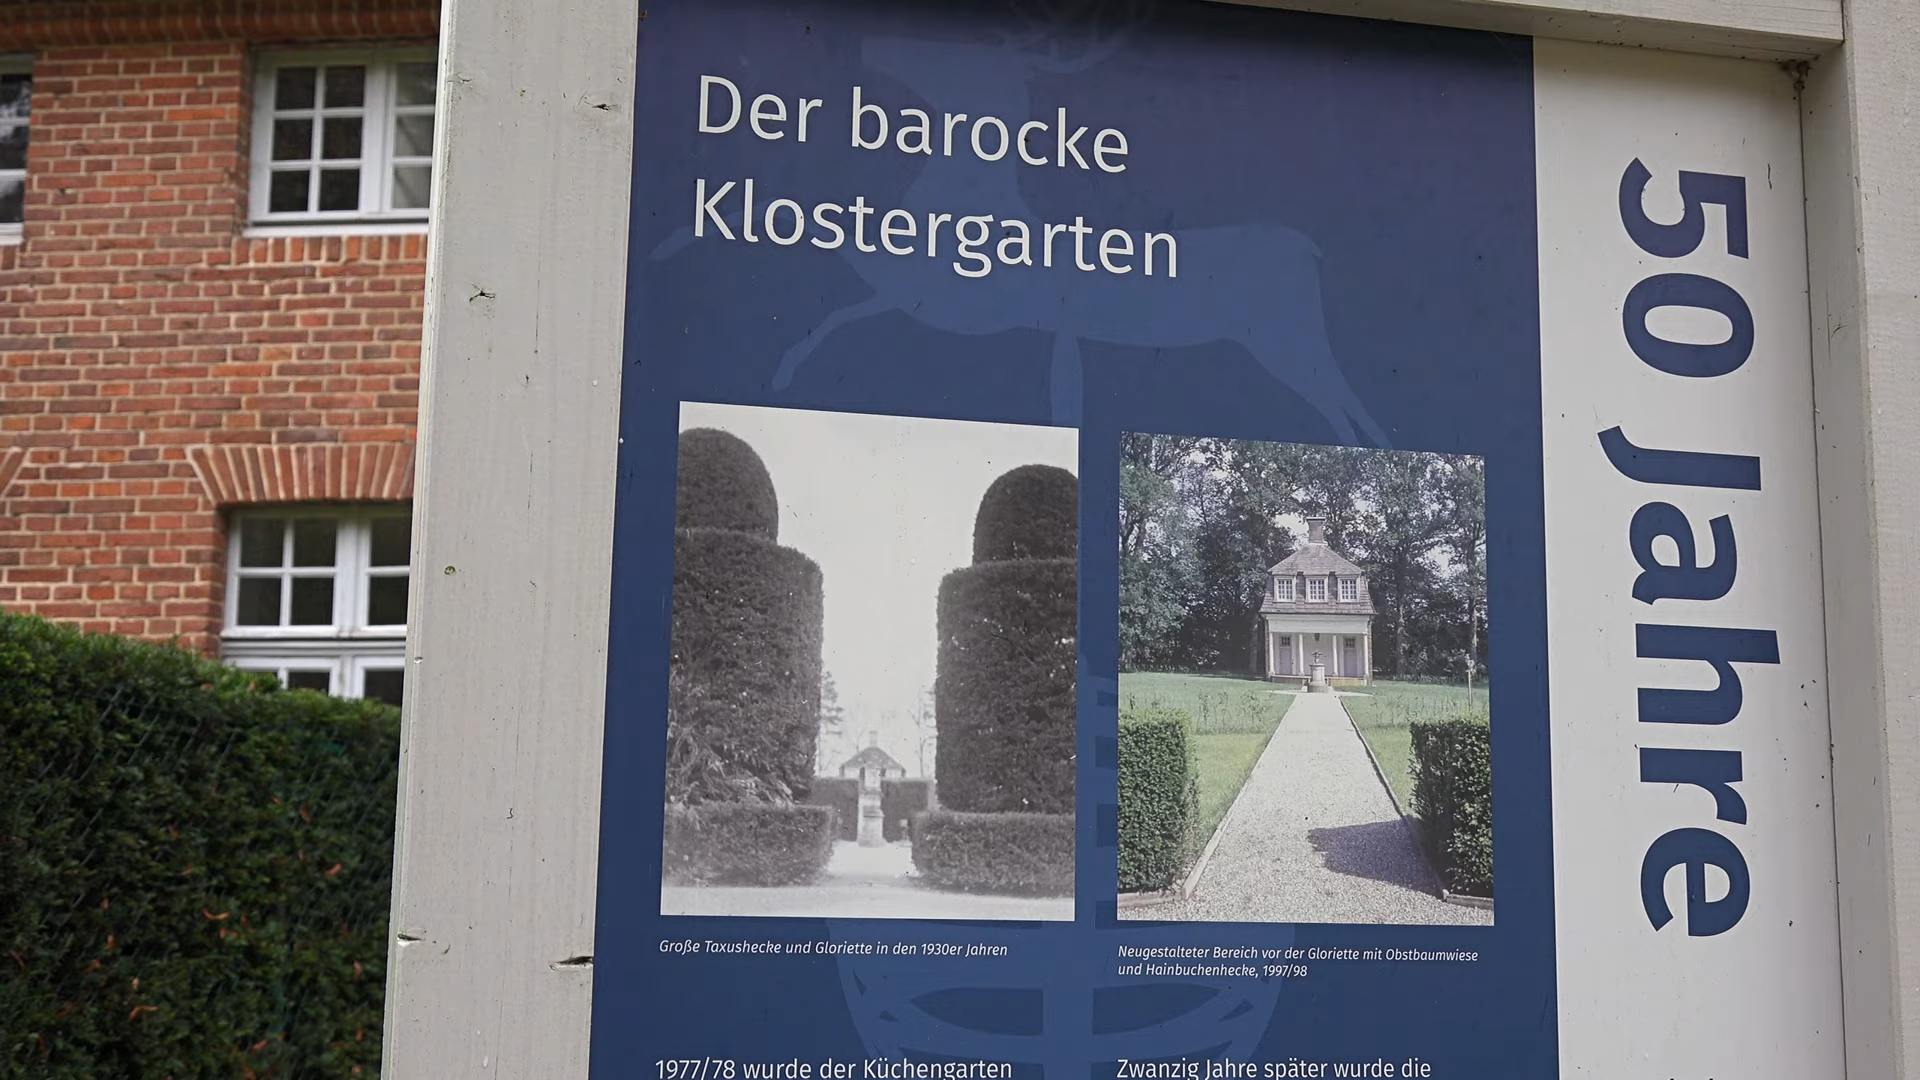 Der barocke
Klostergarten
50 Jahre
Große Taxushecke und Gloriette in den 1930er Jahren
Neugestalteter Bereich vor der Gloriette mit Obstbaumwiese
und Hainbuchenhecke, 1997/98
1977/78 wurde der Küchengarten
Zwanzig Jahre später wurde die